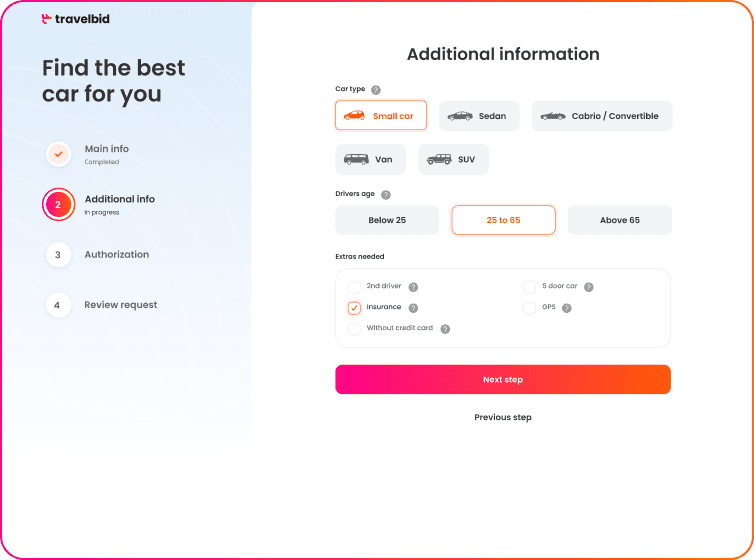 travelbid
Find the best
car for you
Main info
Completed
2
Additional info
In progress
3
Authorization
4
Review request
Additional information
Car type ?
Small car
Sedan
Cabrio / Convertible
Van
SUV
Drivers age ?
Below 25
25 to 65
Above 65
Extras needed
2nd driver ?
5 door car ?
Insurance ?
GPS ?
Without credit card ?
Next step
Previous step